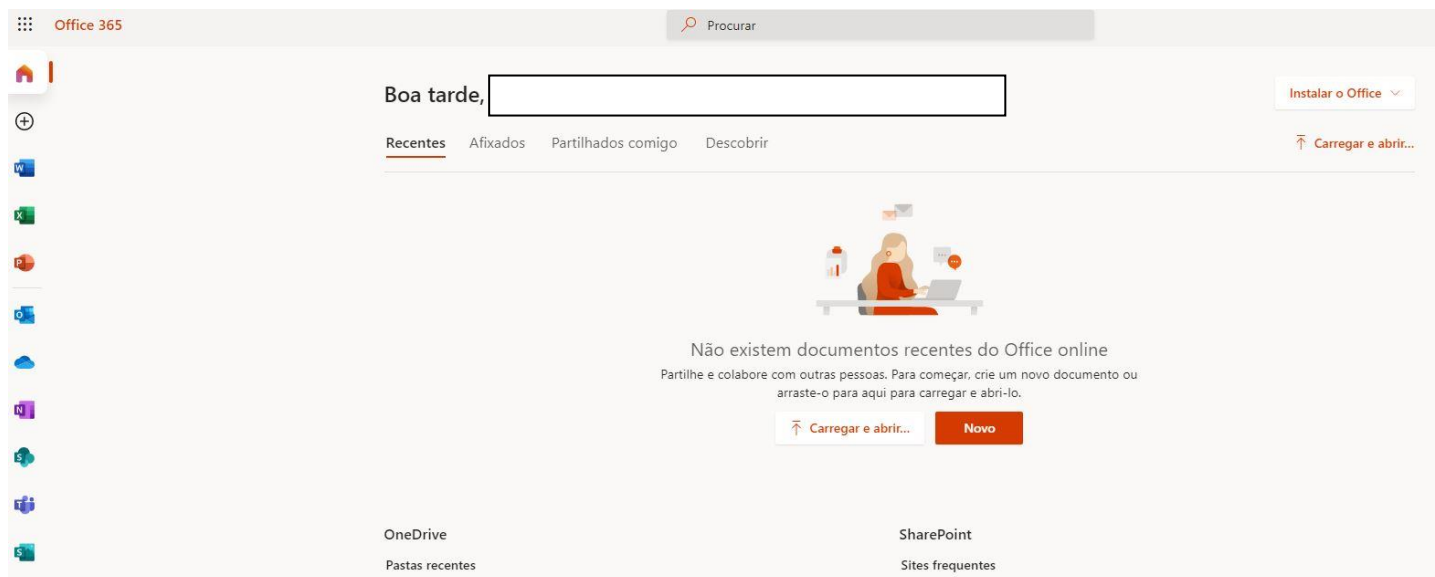 Office 365
Procurar
Boa tarde,
Instalar o Office
Recentes Afixados Partilhados comigo Descobrir
Carregar e abrir...
Não existem documentos recentes do Office online
Partilhe e colabore com outras pessoas. Para começar, crie um novo documento ou
arraste-o para aqui para carregar e abri-lo.
Carregar e abrir... Novo
OneDrive
Pastas recentes
SharePoint
Sites frequentes
W
X
P
O
N
S
T
S